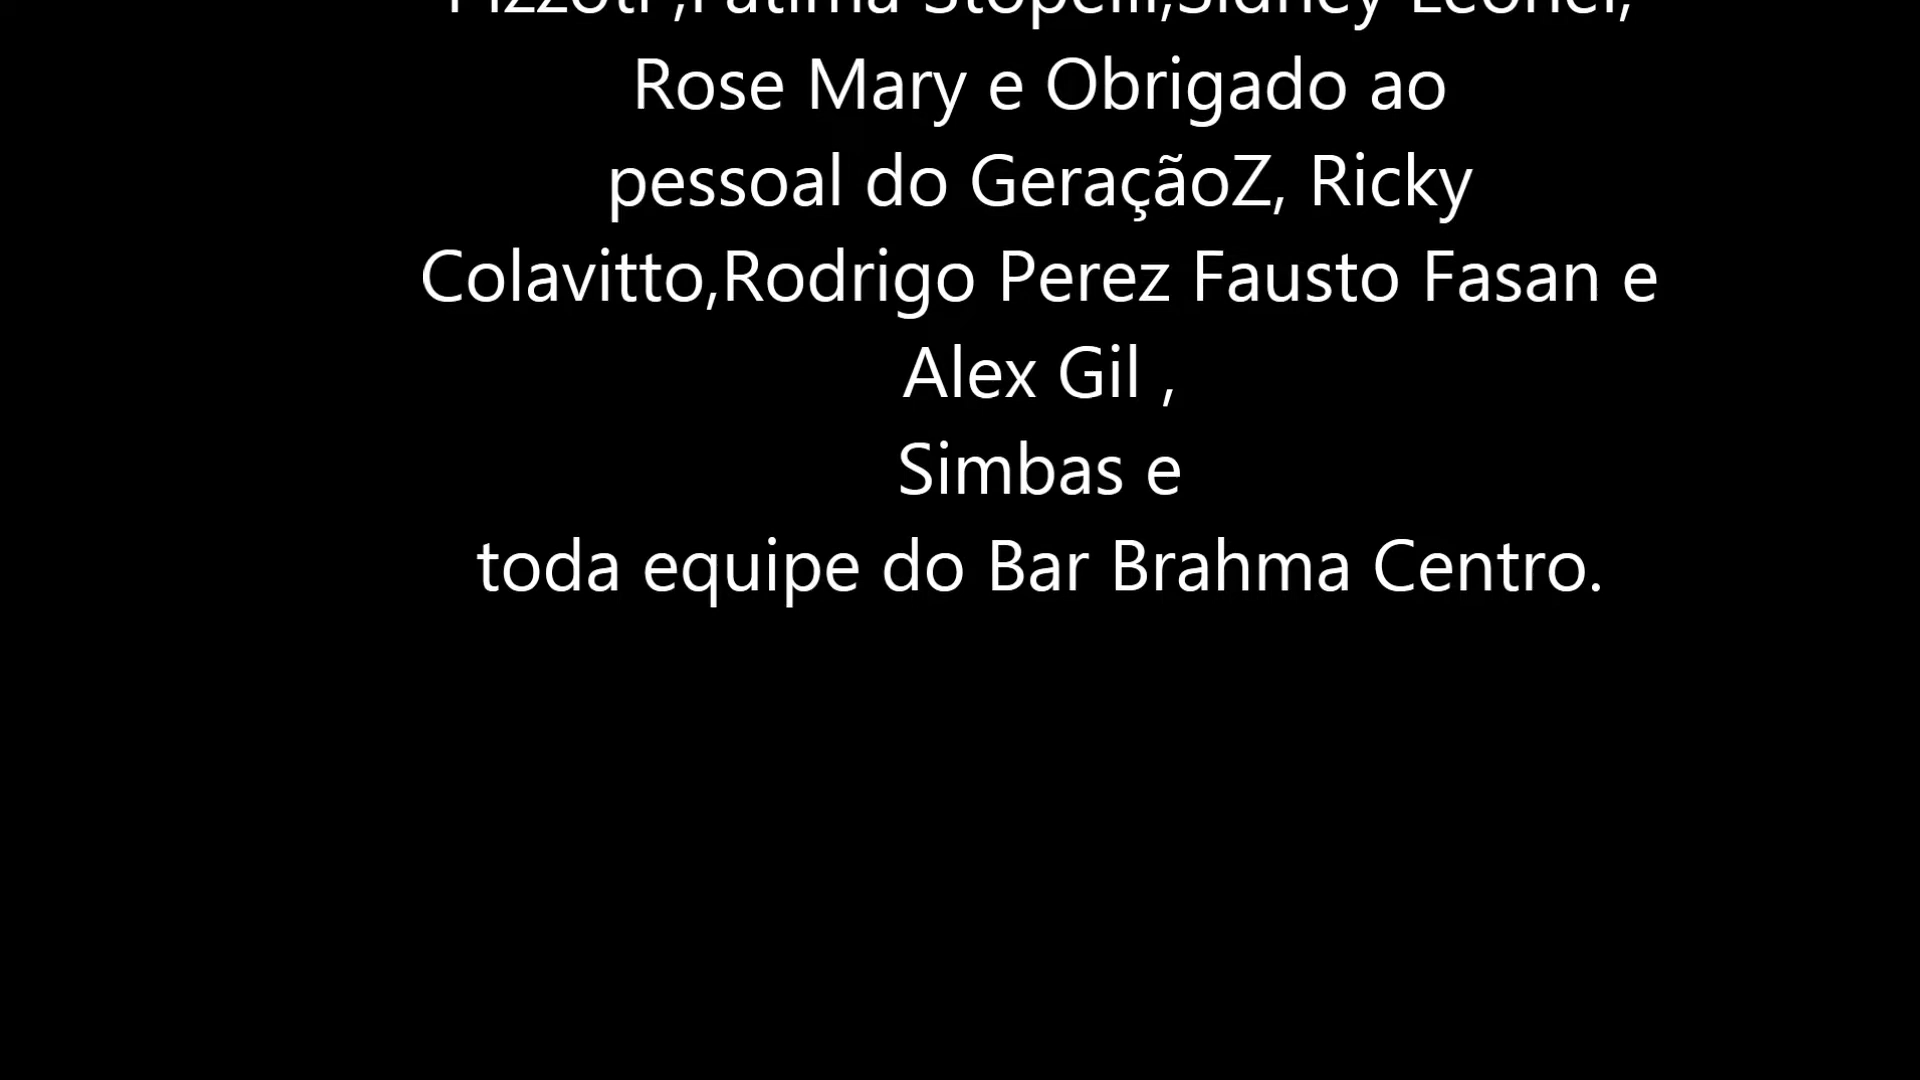 Pizzoti ,Fatima Stopelli,Sidney Leonel,
Rose Mary e Obrigado ao
pessoal do GeraçãoZ, Ricky
Colavitto,Rodrigo Perez Fausto Fasan e
Alex Gil ,
Simbas e
toda equipe do Bar Brahma Centro.